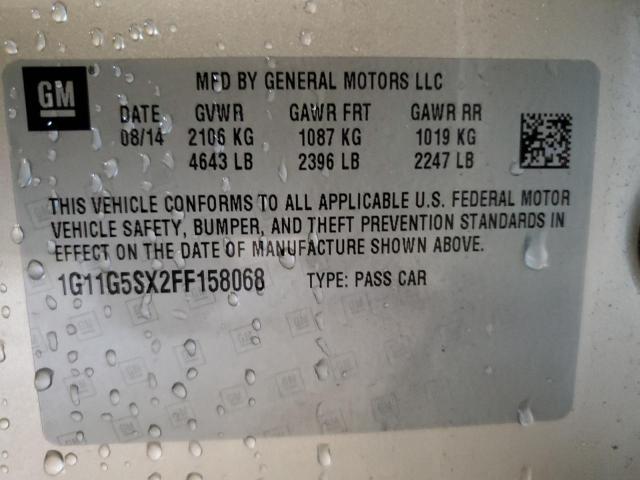 GM
MFD BY GENERAL MOTORS LLC
DATE GVWR GAWR FRT GAWR RR
08/14 2106 KG 1087 KG 1019 KG
4643 LB 2396 LB 2247 LB
THIS VEHICLE CONFORMS TO ALL APPLICABLE U.S. FEDERAL MOTOR
VEHICLE SAFETY, BUMPER, AND THEFT PREVENTION STANDARDS IN
EFFECT ON THE DATE OF MANUFACTURE SHOWN ABOVE.
1G11G5SX2FF158068 TYPE: PASS CAR